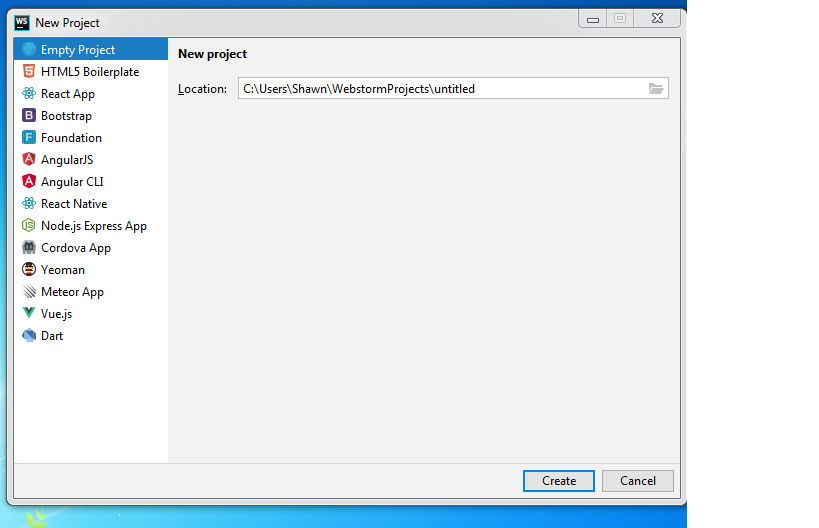 WS New Project
Empty Project
HTML5 Boilerplate
React App
B Bootstrap
F Foundation
A AngularJS
A Angular CLI
React Native
JS Node.js Express App
Cordova App
Yeoman
Meteor App
Vue.js
Dart
New project
Location: C:\Users\Shawn\WebstormProjects\untitled
Create Cancel